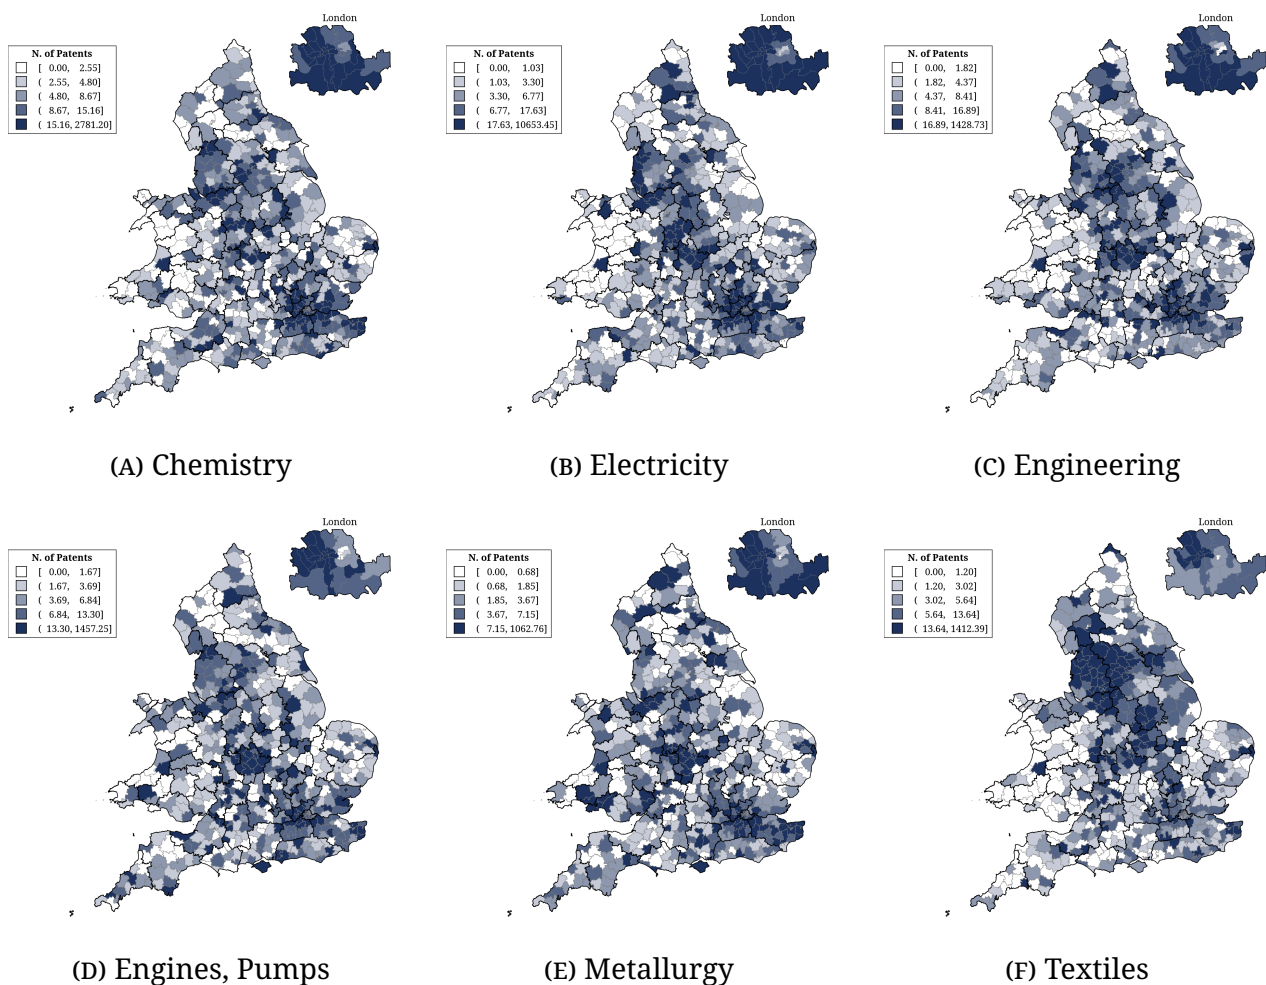 London
N. of Patents
[ 0.00, 2.55]
( 2.55, 4.80]
( 4.80, 8.67]
( 8.67, 15.16]
( 15.16, 2781.20]
(A) Chemistry
London
N. of Patents
[ 0.00, 1.03]
( 1.03, 3.30]
( 3.30, 6.77]
( 6.77, 17.63]
( 17.63, 10653.45]
(B) Electricity
London
N. of Patents
[ 0.00, 1.82]
( 1.82, 4.37]
( 4.37, 8.41]
( 8.41, 16.89]
( 16.89, 1428.73]
(C) Engineering
London
N. of Patents
[ 0.00, 1.67]
( 1.67, 3.69]
( 3.69, 6.84]
( 6.84, 13.30]
( 13.30, 1457.25]
(D) Engines, Pumps
London
N. of Patents
[ 0.00, 0.68]
( 0.68, 1.85]
( 1.85, 3.67]
( 3.67, 7.15]
( 7.15, 1062.76]
(E) Metallurgy
London
N. of Patents
[ 0.00, 1.20]
( 1.20, 3.02]
( 3.02, 5.64]
( 5.64, 13.64]
( 13.64, 1412.39]
(F) Textiles